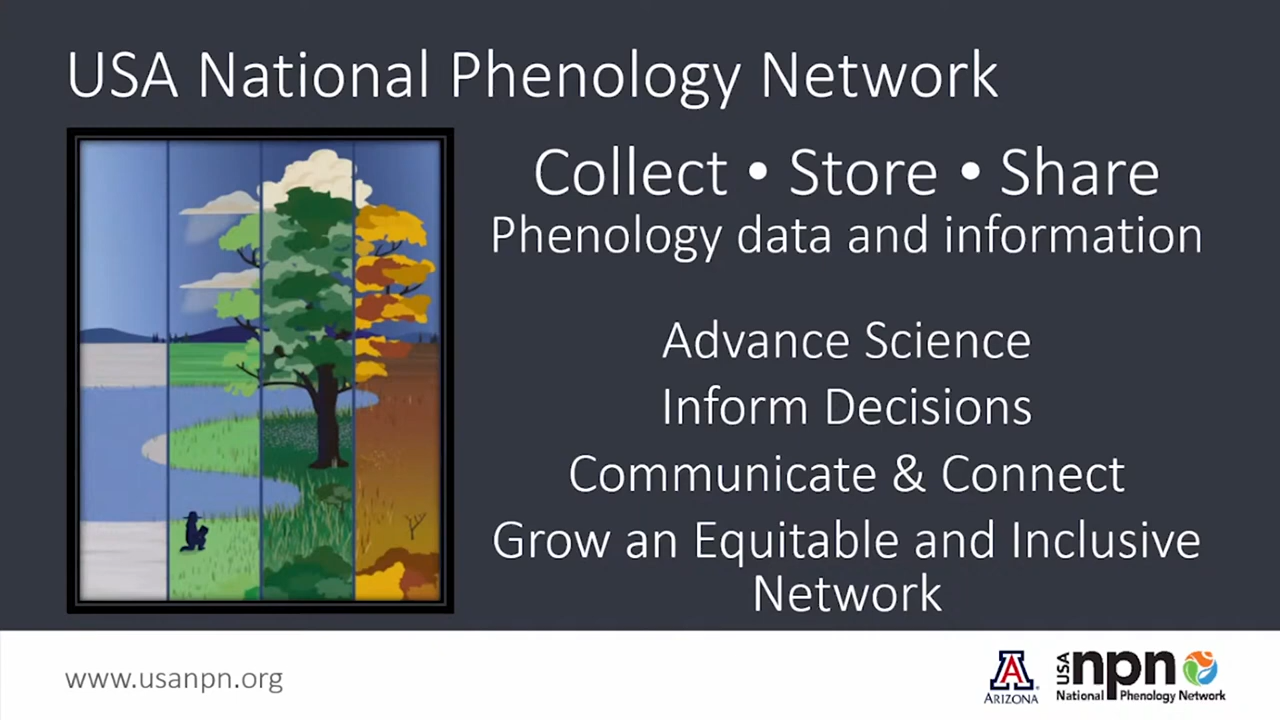 USA National Phenology Network
Collect • Store • Share
Phenology data and information
Advance Science
Inform Decisions
Communicate & Connect
Grow an Equitable and Inclusive
Network
www.usanpn.org
A
ARIZONA
USA npn
National Phenology Network